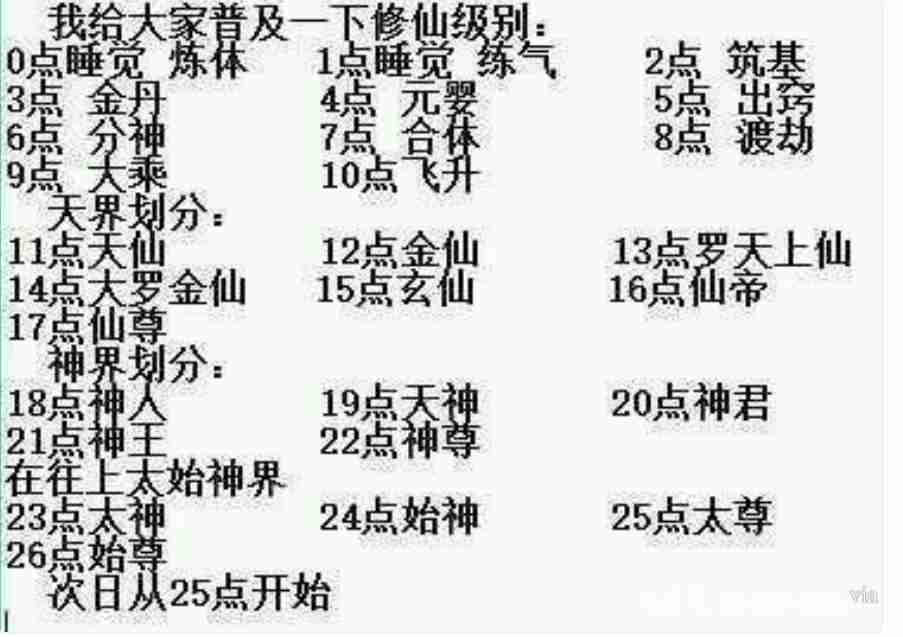 我给大家普及一下修仙级别：
0点睡觉 炼体 1点睡觉 练气 2点 筑基
3点 金丹 4点 元婴 5点 出窍
6点 分神 7点 合体 8点 渡劫
9点 大乘 10点飞升
天界划分：
11点天仙 12点金仙 13点罗天上仙
14点大罗金仙 15点玄仙 16点仙帝
17点仙尊
神界划分：
18点神人 19点天神 20点神君
21点神王 22点神尊
在往上太始神界
23点太神 24点始神 25点太尊
26点始尊
次日从25点开始
via